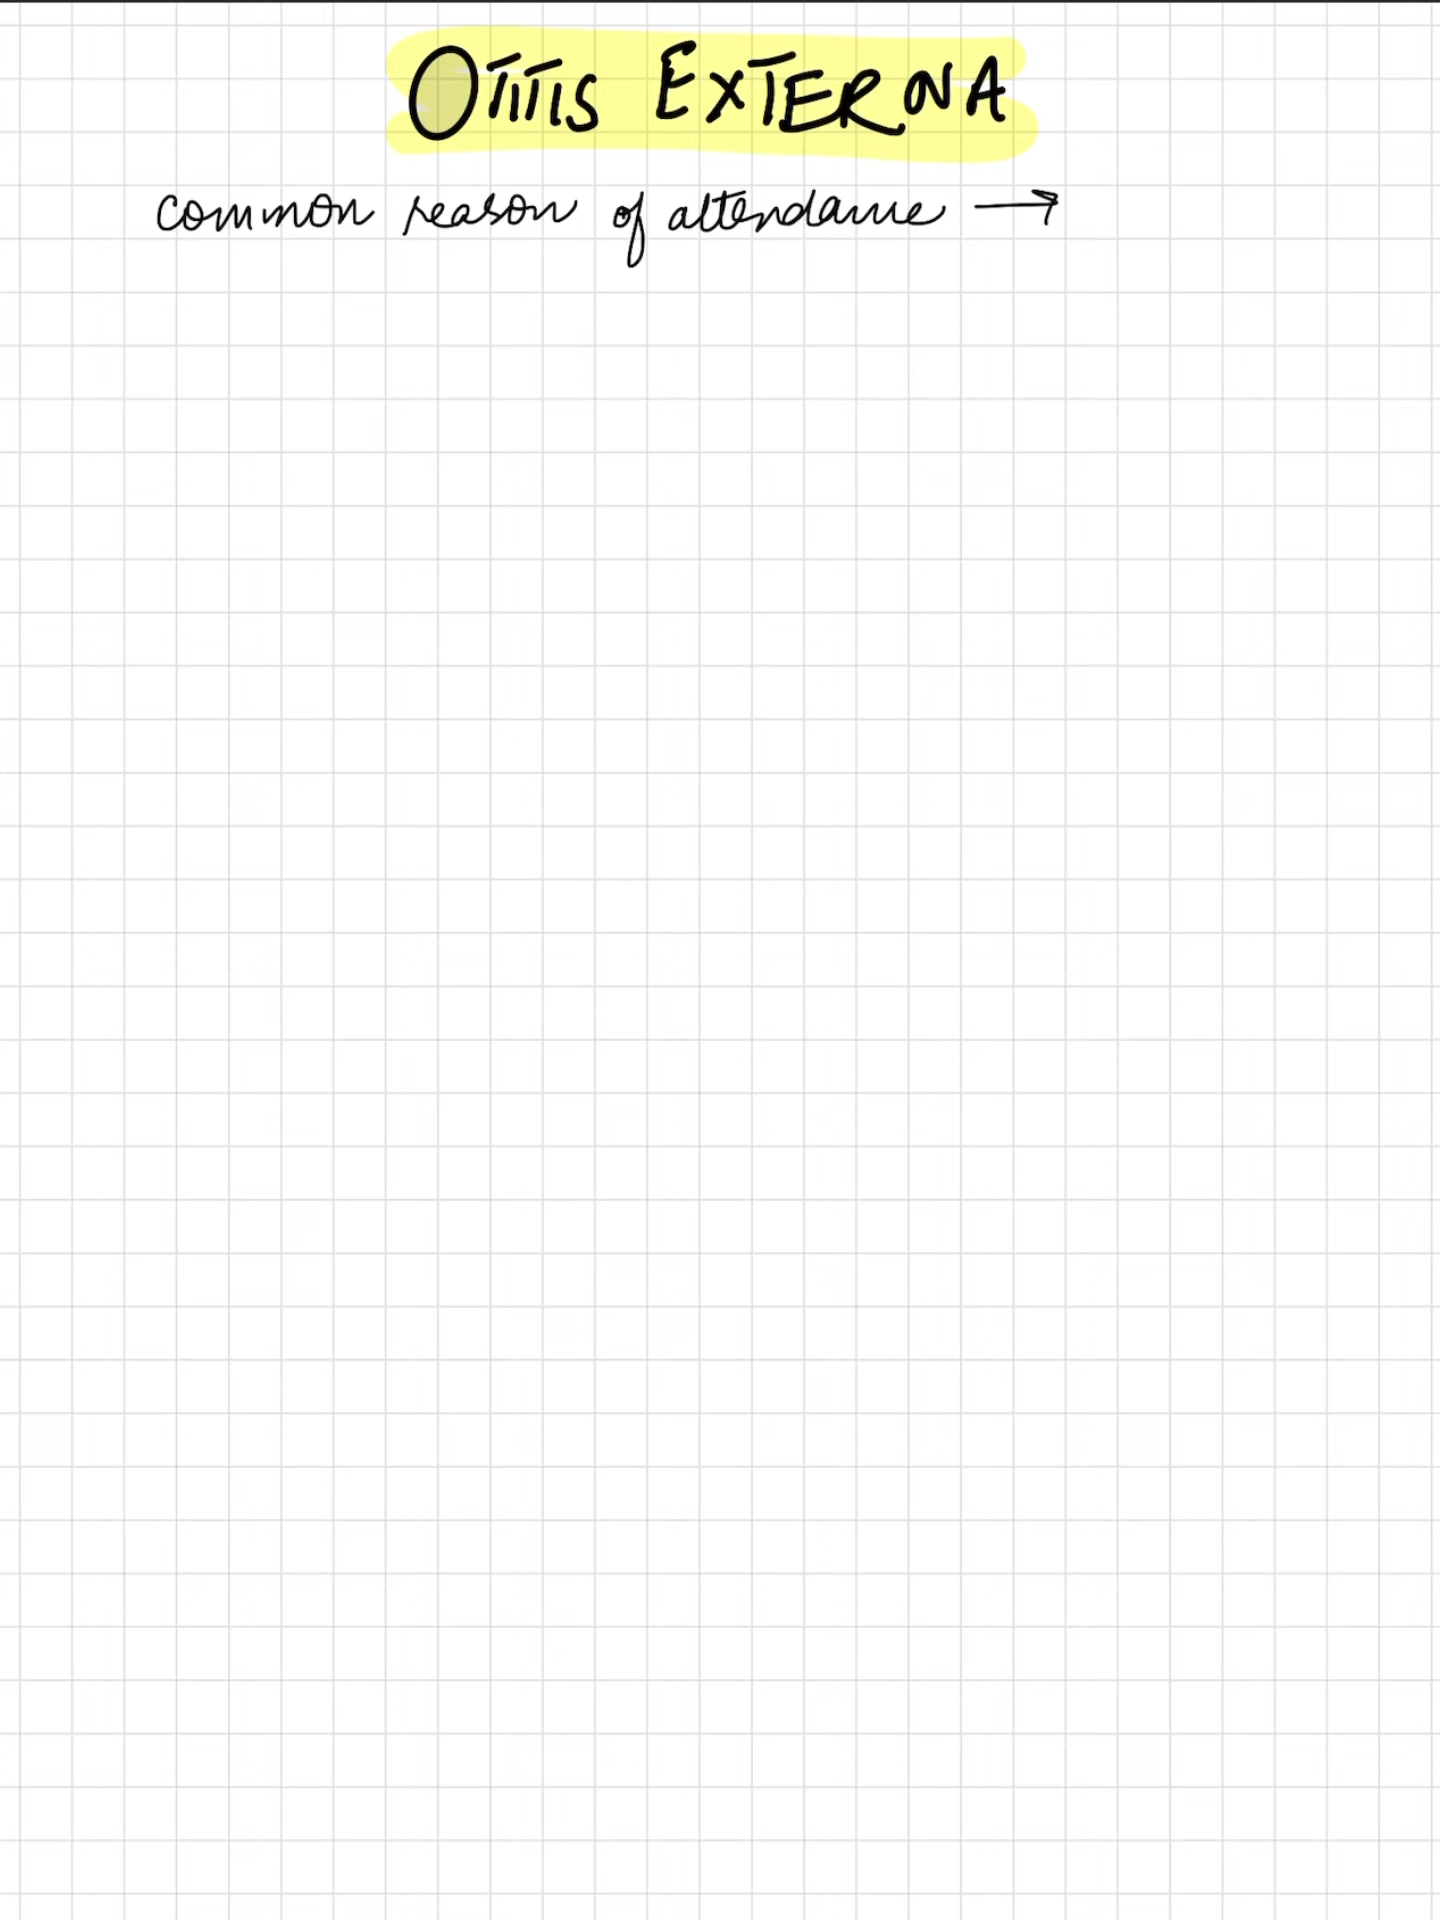 OTITIS EXTERNA
common reason of attendance →